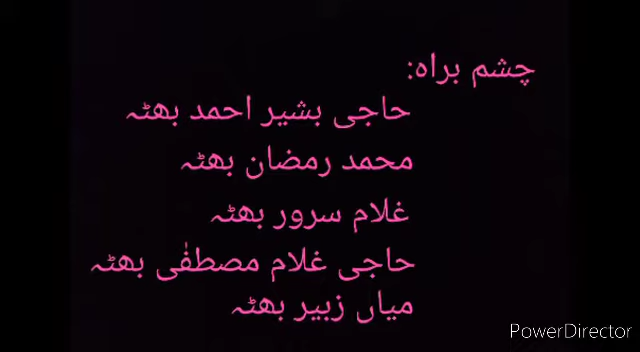 چشم براہ:
حاجی بشیر احمد بھٹہ
محمد رمضان بھٹہ
غلام سرور بھٹہ
حاجی غلام مصطفٰی بھٹہ
میاں زبیر بھٹہ
PowerDirector